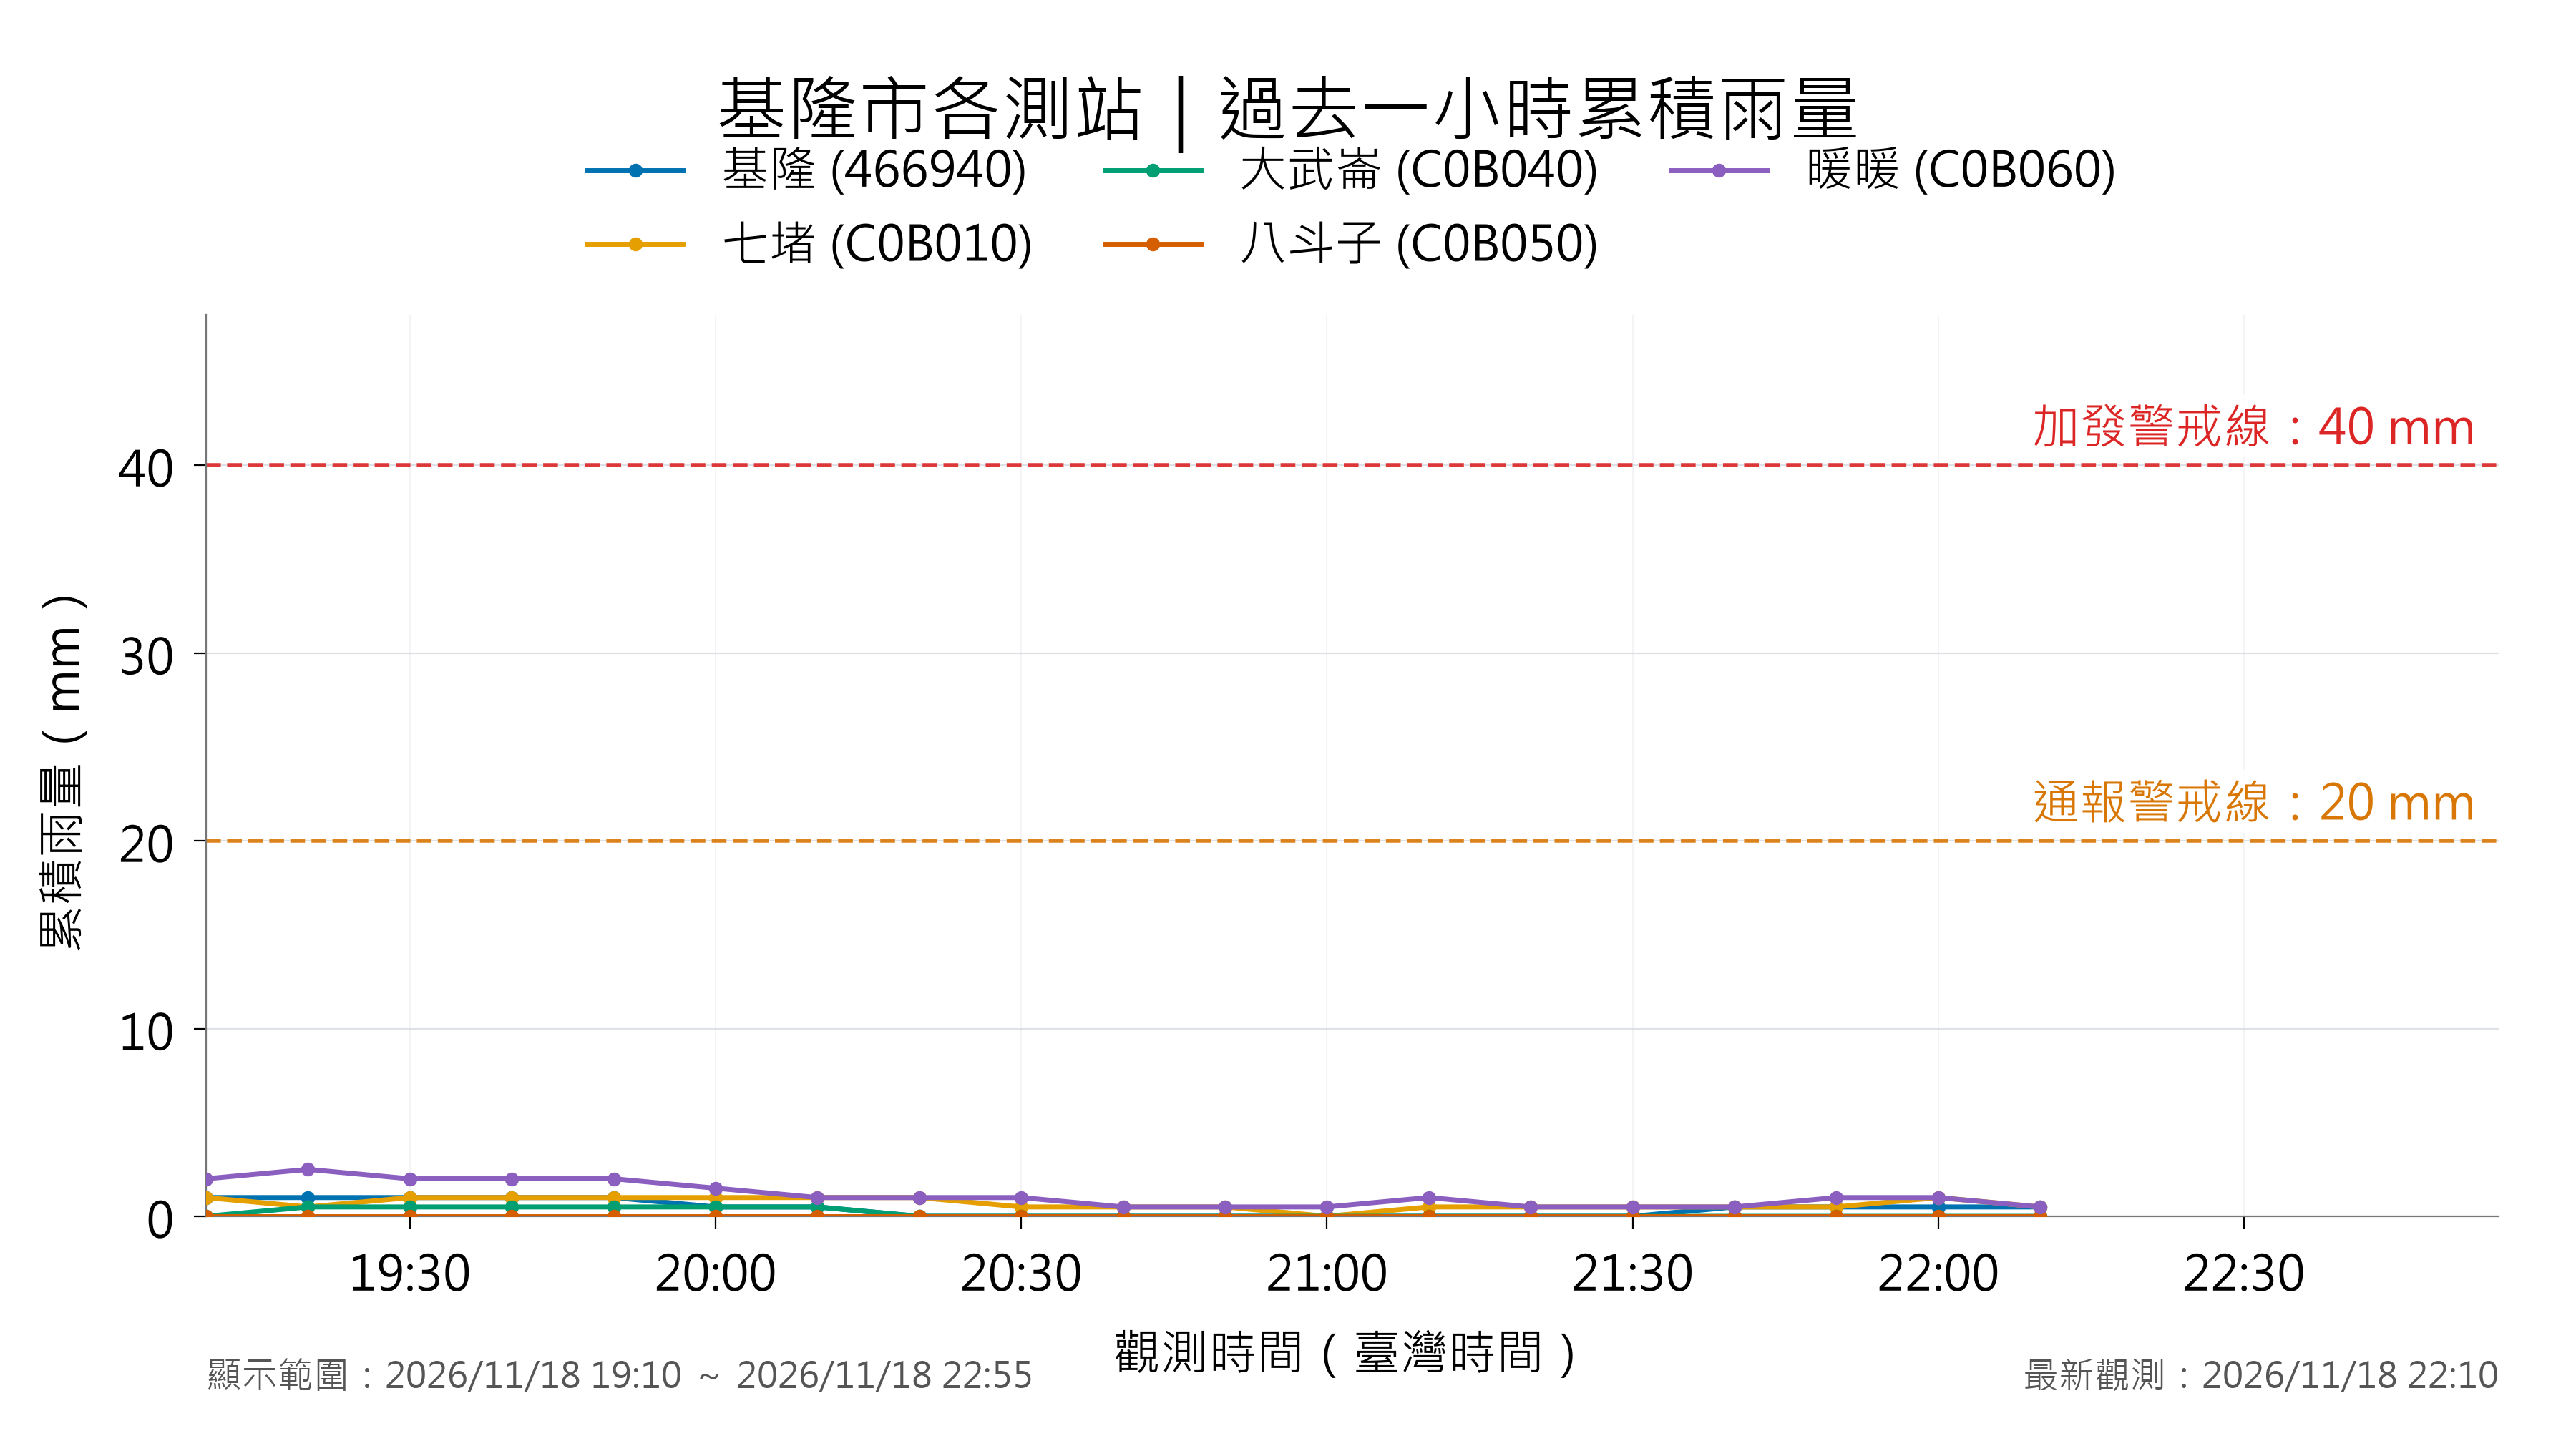 基隆市各測站｜過去一小時累積雨量
基隆 (466940)
大武崙 (C0B040)
暖暖 (C0B060)
七堵 (C0B010)
八斗子 (C0B050)
加發警戒線：40 mm
通報警戒線：20 mm
累積雨量（mm）
40
30
20
10
0
19:30
20:00
20:30
21:00
21:30
22:00
22:30
觀測時間（臺灣時間）
顯示範圍：2026/11/18 19:10 ~ 2026/11/18 22:55
最新觀測：2026/11/18 22:10